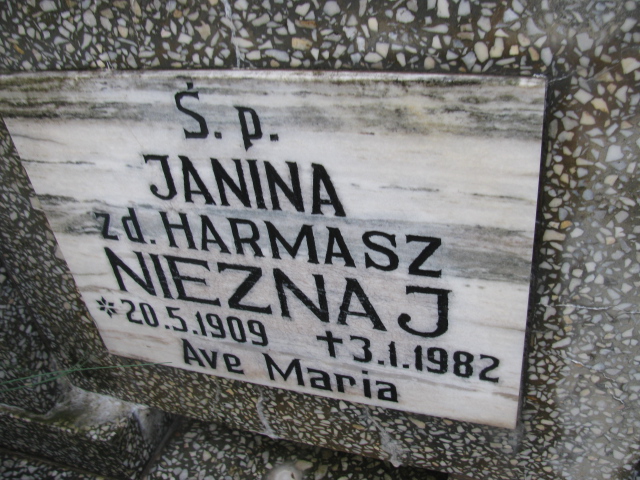 Ś. p.
JANINA
zd. HARMASZ
NIEZNAJ
*20.5.1909 †3.1.1982
Ave Maria